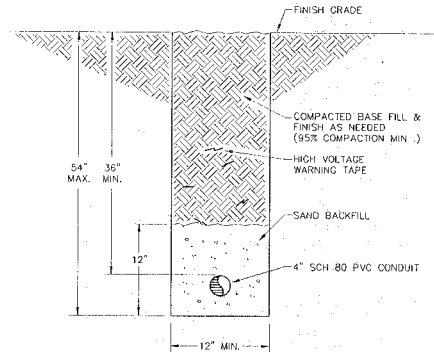 FINISH GRADE
COMPACTED BASE FILL &
FINISH AS NEEDED
(95% COMPACTION MIN.)
HIGH VOLTAGE
WARNING TAPE
54"
MAX.
36"
MIN.
SAND BACKFILL
12"
4" SCH 80 PVC CONDUIT
12" MIN.